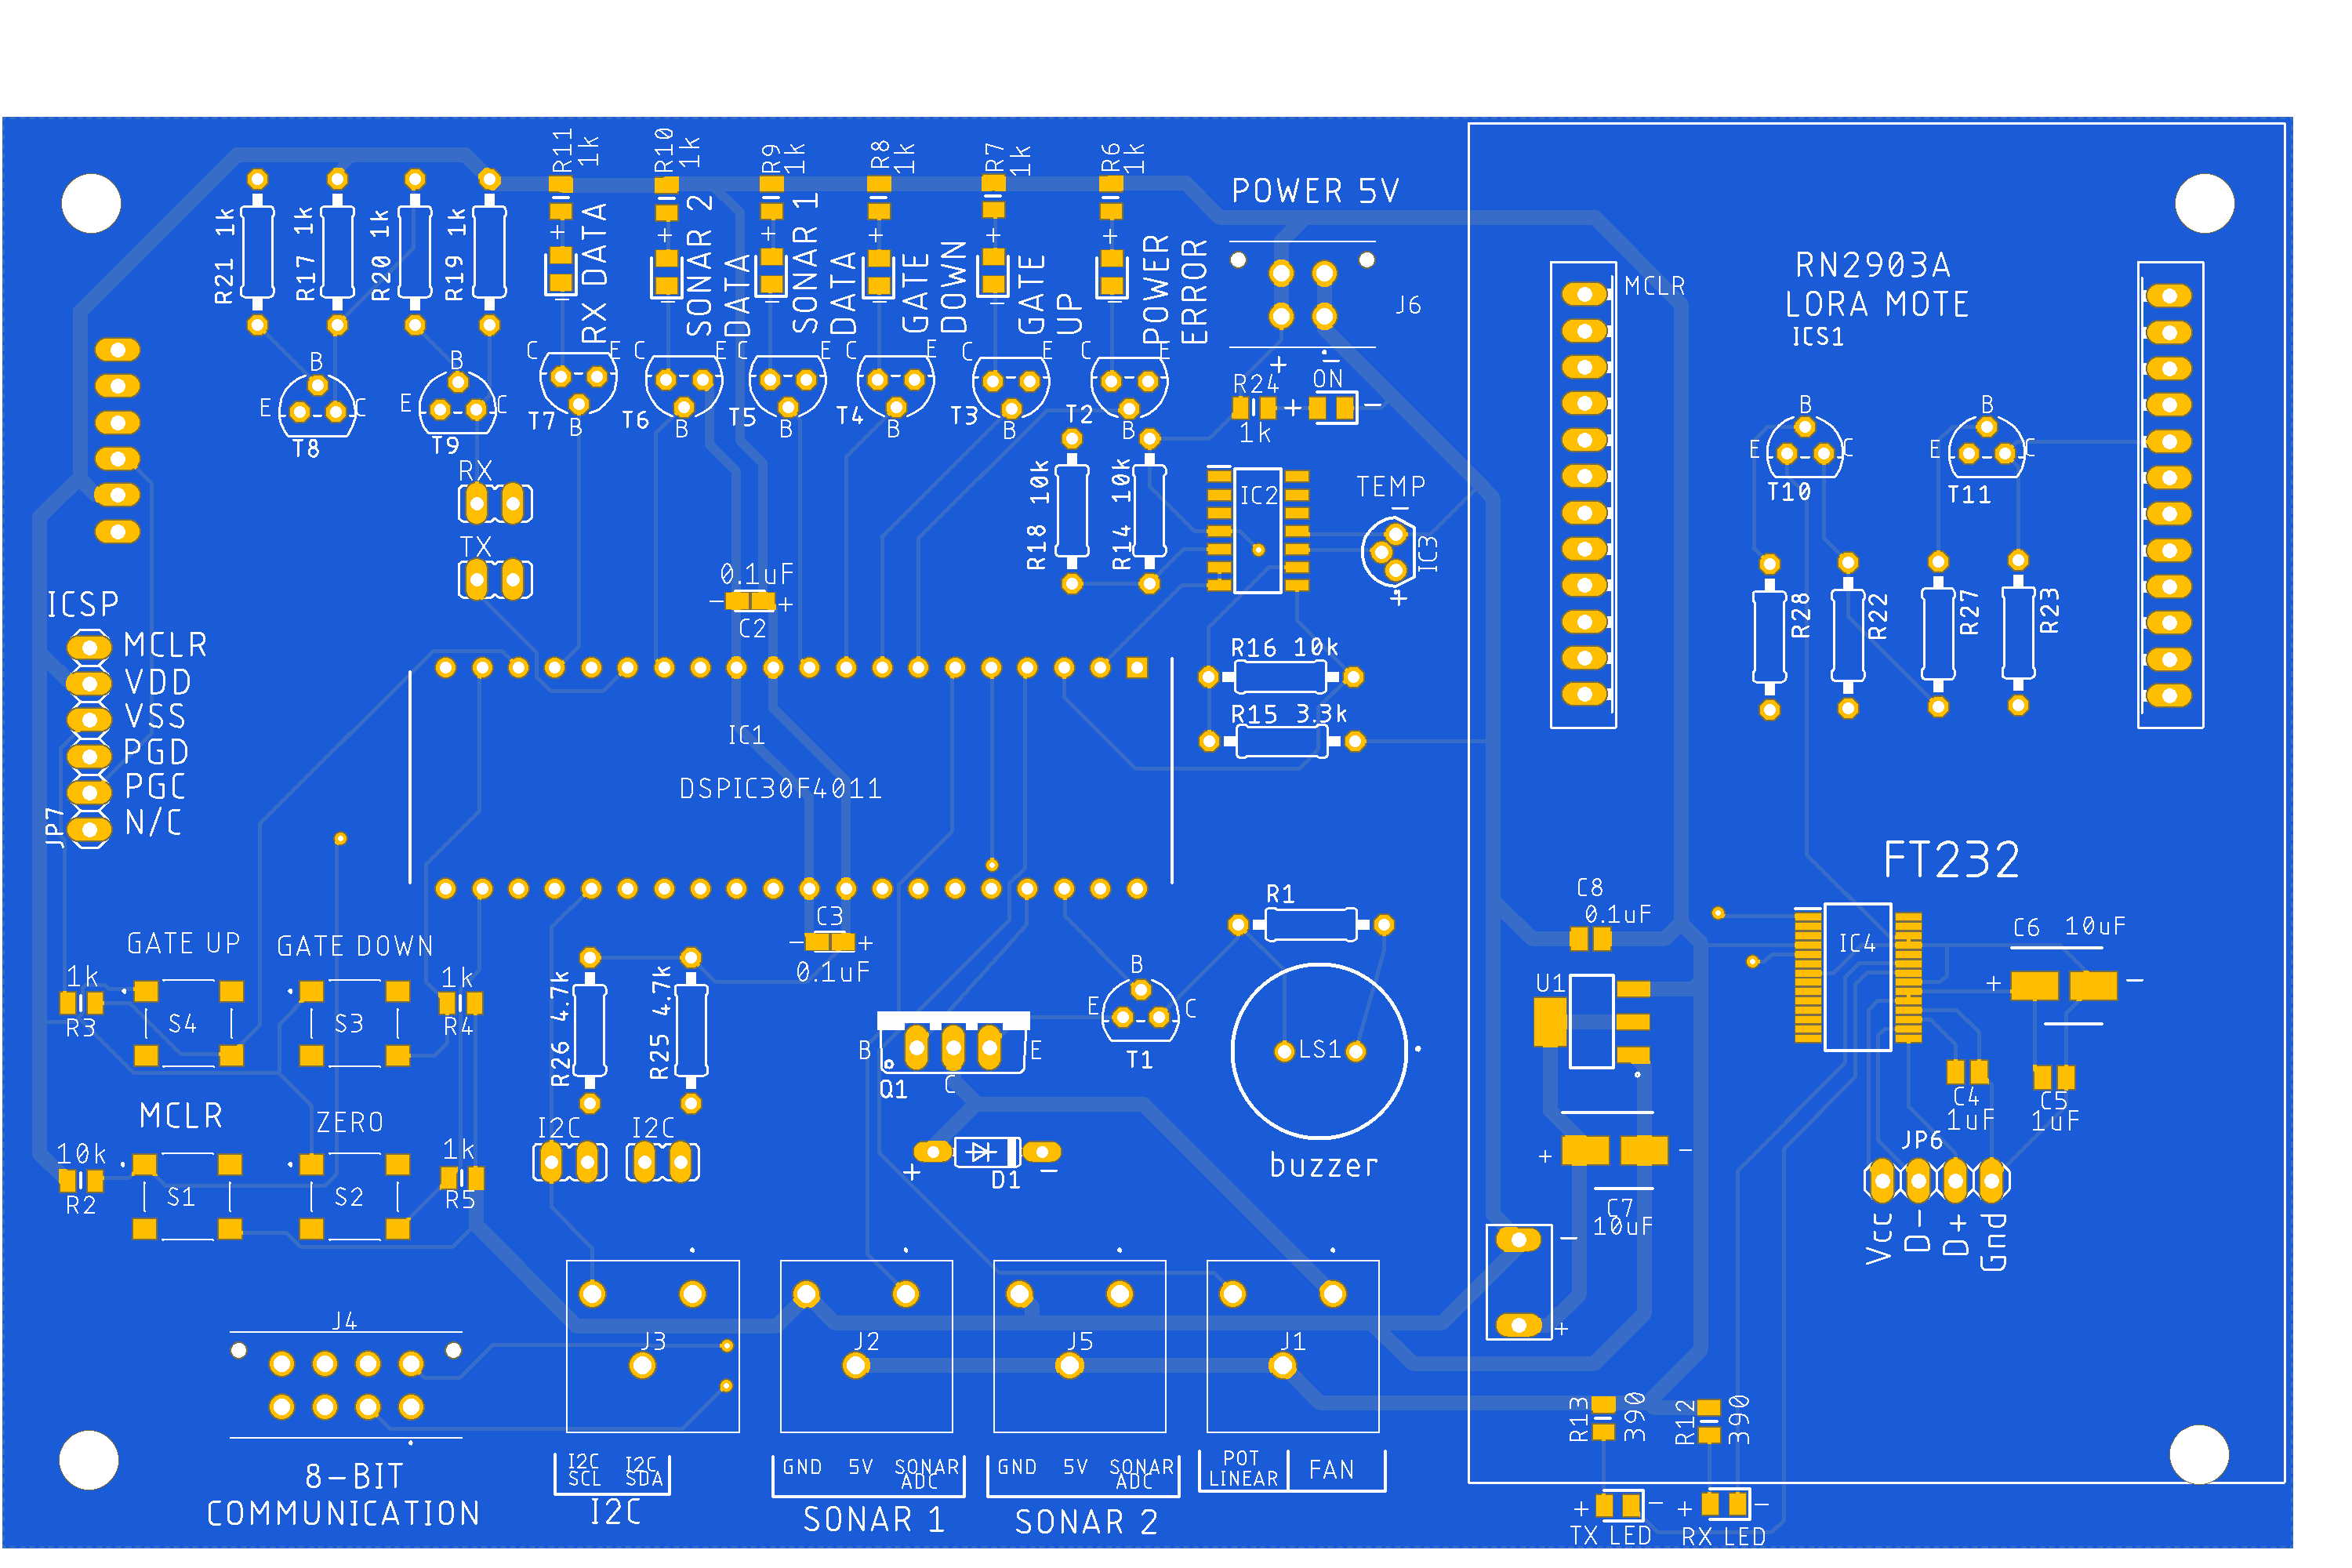 R11 1k
R10 1k
R9 1k
R8 1k
R7 1k
R6 1k
POWER 5V
R21 1k
R17 1k
R20 1k
R19 1k
+
+
+
+
+
+
RX DATA
SONAR 2
DATA
SONAR 1
DATA
GATE
DOWN
GATE
UP
POWER
ERROR
J6
MCLR
RN2903A
LORA MOTE
ICS1
B
E C
T8
B
E C
T9
C E
T7 B
C E
T6 B
C E
T5 B
C E
T4 B
C E
T3 B
C E
T2 B
+ -
R24 ON
+ -
1k
B
E C
T10
B
E C
T11
RX
TX
R18 10k
R14 10k
IC2
TEMP
-
IC3
+
0.1uF
- +
C2
R28
R22
R27
R23
ICSP
MCLR
VDD
VSS
PGD
PGC
N/C
JP7
R16 10k
R15 3.3k
IC1
DSPIC30F4011
FT232
C3
- +
0.1uF
R1
C8
0.1uF
IC4
C6 10uF
+ -
GATE UP
GATE DOWN
1k
R3
S4
S3
1k
R4
R26 4.7k
R25 4.7k
B
E C
T1
B E
Q1 C
LS1
buzzer
U1
C4
1uF
C5
1uF
MCLR
ZERO
10k
R2
S1
S2
1k
R5
I2C
I2C
+ -
D1
+ -
C7
10uF
JP6
Vcc
D-
D+
Gnd
-
+
J4
J3
J2
J5
J1
8-BIT
COMMUNICATION
I2C
SCL
I2C
SDA
I2C
GND 5V SONAR
ADC
SONAR 1
GND 5V SONAR
ADC
SONAR 2
POT
LINEAR
FAN
R13 390
R12 390
+ -
TX LED
+ -
RX LED